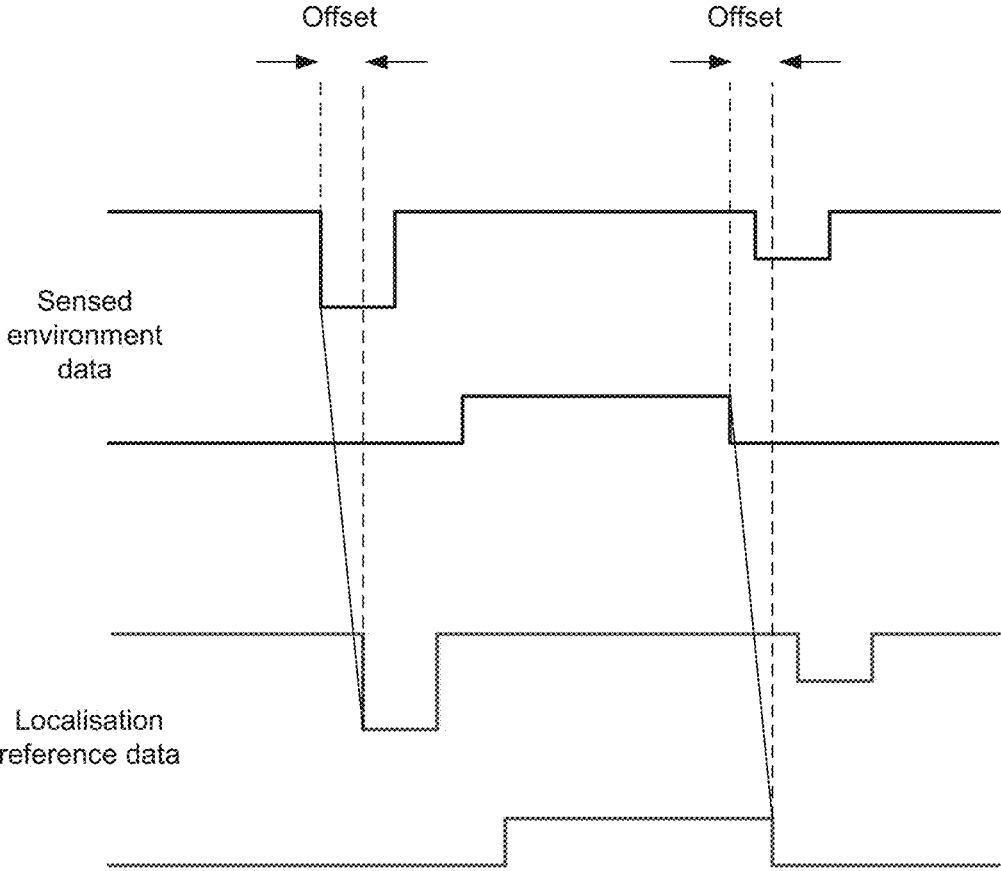 Offset
Offset
Sensed
environment
data
Localisation
reference data